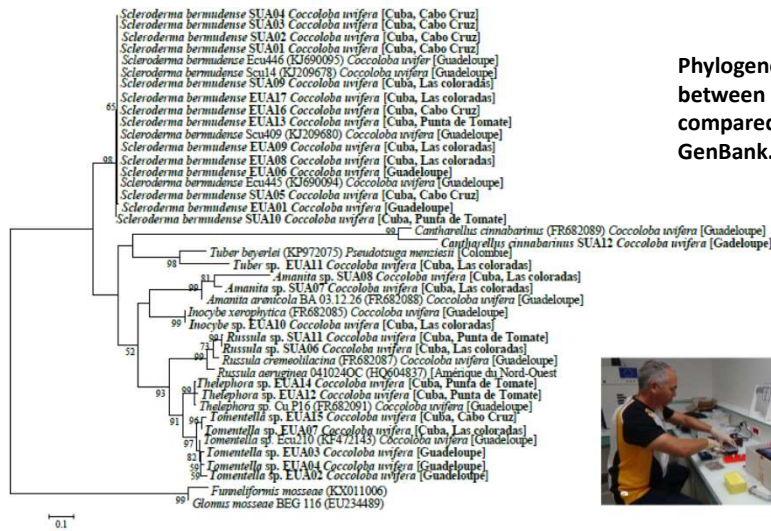 Scleroderma bermudense SUA04 Coccoloba uvifera [Cuba, Cabo Cruz]
Scleroderma bermudense SUA03 Coccoloba uvifera [Cuba, Cabo Cruz]
Scleroderma bermudense SUA02 Coccoloba uvifera [Cuba, Cabo Cruz]
Scleroderma bermudense SUA01 Coccoloba uvifera [Cuba, Cabo Cruz]
Scleroderma bermudense Ecu446 (KJ690095) Coccoloba uvifer [Guadeloupe]
Scleroderma bermudense Scu14 (KJ209678) Coccoloba uvifera [Guadeloupe]
Scleroderma bermudense SUA09 Coccoloba uvifera [Cuba, Las coloradas]
Scleroderma bermudense EUA17 Coccoloba uvifera [Cuba, Las coloradas]
65
Scleroderma bermudense EUA16 Coccoloba uvifera [Cuba, Cabo Cruz]
Scleroderma bermudense EUA13 Coccoloba uvifera [Cuba, Punta de Tomate]
Scleroderma bermudense Scu409 (KJ209680) Coccoloba uvifera [Guadeloupe]
Scleroderma bermudense EUA09 Coccoloba uvifera [Cuba, Las coloradas]
98
Scleroderma bermudense EUA08 Coccoloba uvifera [Cuba, Las coloradas]
Scleroderma bermudense EUA06 Coccoloba uvifera [Guadeloupe]
Scleroderma bermudense Ecu445 (KJ690094) Coccoloba uvifera [Guadeloupe]
Scleroderma bermudense SUA05 Coccoloba uvifera [Cuba, Cabo Cruz]
Scleroderma bermudense EUA01 Coccoloba uvifera [Guadeloupe]
Scleroderma bermudense SUA10 Coccoloba uvifera [Cuba, Punta de Tomate]
99
Cantharellus cinnabarinus (FR682089) Coccoloba uvifera [Guadeloupe]
Cantharellus cinnabarinus SUA12 Coccoloba uvifera [Gadeloupe]
Tuber beyerlei (KP972075) Pseudotsuga menziesii [Colombie]
98
Tuber sp. EUA11 Coccoloba uvifera [Cuba, Las coloradas]
81
Amanita sp. SUA08 Coccoloba uvifera [Cuba, Las coloradas]
99
Amanita sp. SUA07 Coccoloba uvifera [Cuba, Las coloradas]
Amanita arenicola BA 03.12.26 (FR682088) Coccoloba uvifera [Guadeloupe]
Inocybe xerophytica (FR682085) Coccoloba uvifera [Guadeloupe]
99
Inocybe sp. EUA10 Coccoloba uvifera [Cuba, Las coloradas]
99
Russula sp. SUA11 Coccoloba uvifera [Cuba, Punta de Tomate]
73
Russula sp. SUA06 Coccoloba uvifera [Cuba, Las coloradas]
52
99
Russula cremeolilacina (FR682087) Coccoloba uvifera [Guadeloupe]
Russula aeruginea 041024OC (HQ604837) [Amérique du Nord-Ouest
93
99
Thelephora sp. EUA14 Coccoloba uvifera [Cuba, Punta de Tomate]
Thelephora sp. EUA12 Coccoloba uvifera [Cuba, Punta de Tomate]
Thelephora sp. Cu P16 (FR682091) Coccoloba uvifera [Guadeloupe]
91
96
Tomentella sp. EUA15 Coccoloba uvifera [Cuba, Cabo Cruz]
Tomentella sp. EUA07 Coccoloba uvifera [Cuba, Las coloradas]
97
Tomentella sp. Ecu210 (KF472143) Coccoloba uvifera [Guadeloupe]
82
Tomentella sp. EUA03 Coccoloba uvifera [Guadeloupe]
59
Tomentella sp. EUA04 Coccoloba uvifera [Guadeloupe]
59
Tomentella sp. EUA02 Coccoloba uvifera [Guadeloupe]
Funneliformis mosseae (KX011006)
99
Glomus mosseae BEG 116 (EU234489)
0.1
Phylogene
between
compared
GenBank.